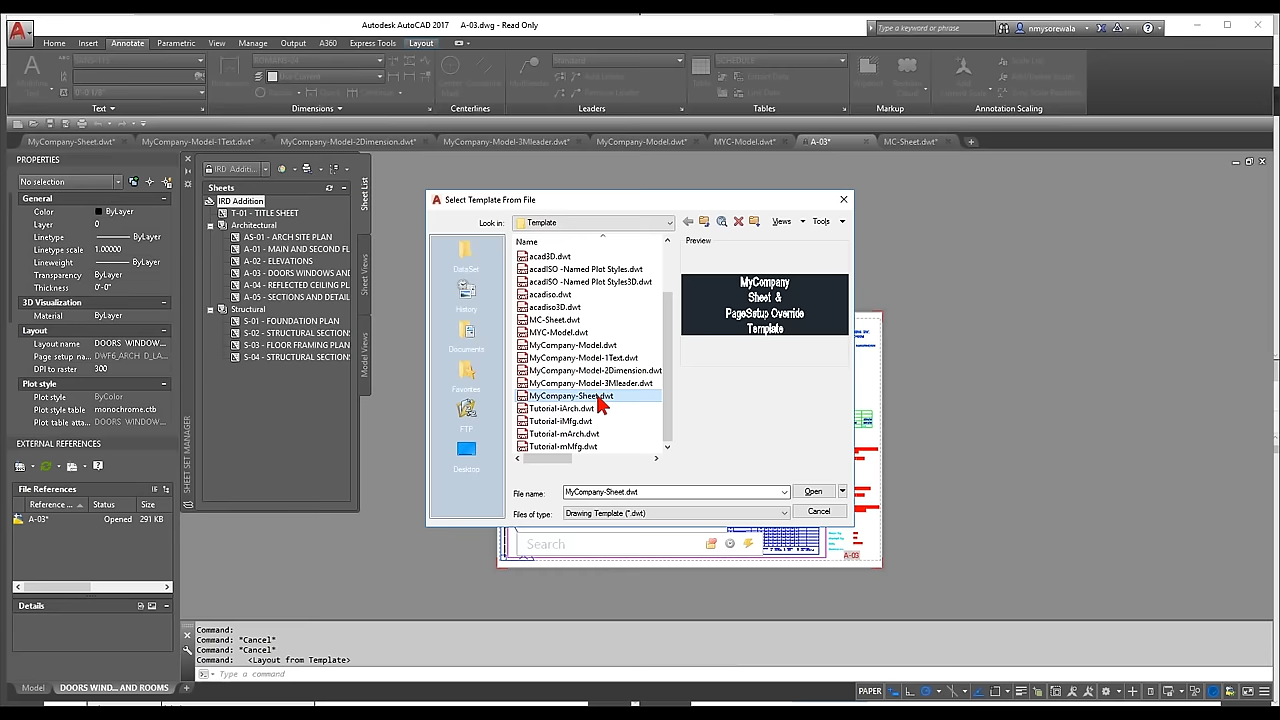 Autodesk AutoCAD 2017 A-03.dwg - Read Only
Type a keyword or phrase
nmysorewala
Home Insert Annotate Parametric View Manage Output A360 Express Tools Layout
Text Dimensions Centerlines Leaders Tables Markup Annotation Scaling
MyCompany-Sheet.dwt* MyCompany-Model-1Text.dwt* MyCompany-Model-2Dimension.dwt* MyCompany-Model-3Mleader.dwt* MyCompany-Model.dwt* MYC-Model.dwt* A-03* MC-Sheet.dwt*
PROPERTIES
No selection
General
Color ByLayer
Layer 0
Linetype ByLayer
Linetype scale 1.00000
Lineweight ByLayer
Transparency ByLayer
Thickness 0'-0"
3D Visualization
Material ByLayer
Layout
Layout name DOORS WINDOW
Page setup na... DWF6_ARCH_D_LA
DPI to raster 300
Plot style
Plot style ByColor
Plot style table monochrome.ctb
Plot table attac... DOORS WINDOW
EXTERNAL REFERENCES
File References
Reference... Status Size
A-03* Opened 291 KB
Details
IRD Additi...
Sheets
IRD Addition
T-01 - TITLE SHEET
Architectural
AS-01 - ARCH SITE PLAN
A-01 - MAIN AND SECOND FL
A-02 - ELEVATIONS
A-03 - DOORS WINDOWS AND
A-04 - REFLECTED CEILING PL
A-05 - SECTIONS AND DETAIL
Structural
S-01 - FOUNDATION PLAN
S-02 - STRUCTURAL SECTIONS
S-03 - FLOOR FRAMING PLAN
S-04 - STRUCTURAL SECTIONS
Sheet List
Sheet Views
Model Views
SHEET SET MANAGER
Select Template From File
Look in: Template
Views Tools
DataSet
History
Documents
Favorites
FTP
Desktop
Name
acad3D.dwt
acadISO -Named Plot Styles.dwt
acadISO -Named Plot Styles3D.dwt
acadiso.dwt
acadiso3D.dwt
MC-Sheet.dwt
MYC-Model.dwt
MyCompany-Model.dwt
MyCompany-Model-1Text.dwt
MyCompany-Model-2Dimension.dwt
MyCompany-Model-3Mleader.dwt
MyCompany-Sheet.dwt
Tutorial-iArch.dwt
Tutorial-iMfg.dwt
Tutorial-mArch.dwt
Tutorial-mMfg.dwt
Preview
MyCompany
Sheet &
PageSetup Override
Template
File name: MyCompany-Sheet.dwt Open
Files of type: Drawing Template (*.dwt) Cancel
Search
A-03
Command:
Command: *Cancel*
Command: *Cancel*
Command: <Layout from Template>
Type a command
Model DOORS WIND... AND ROOMS
PAPER